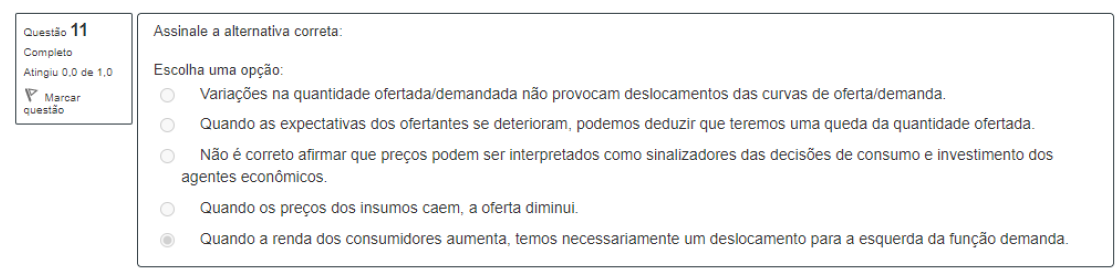 Questão 11
Completo
Atingiu 0,0 de 1,0
Marcar
questão
Assinale a alternativa correta:
Escolha uma opção:
Variações na quantidade ofertada/demandada não provocam deslocamentos das curvas de oferta/demanda.
Quando as expectativas dos ofertantes se deterioram, podemos deduzir que teremos uma queda da quantidade ofertada.
Não é correto afirmar que preços podem ser interpretados como sinalizadores das decisões de consumo e investimento dos
agentes econômicos.
Quando os preços dos insumos caem, a oferta diminui.
Quando a renda dos consumidores aumenta, temos necessariamente um deslocamento para a esquerda da função demanda.